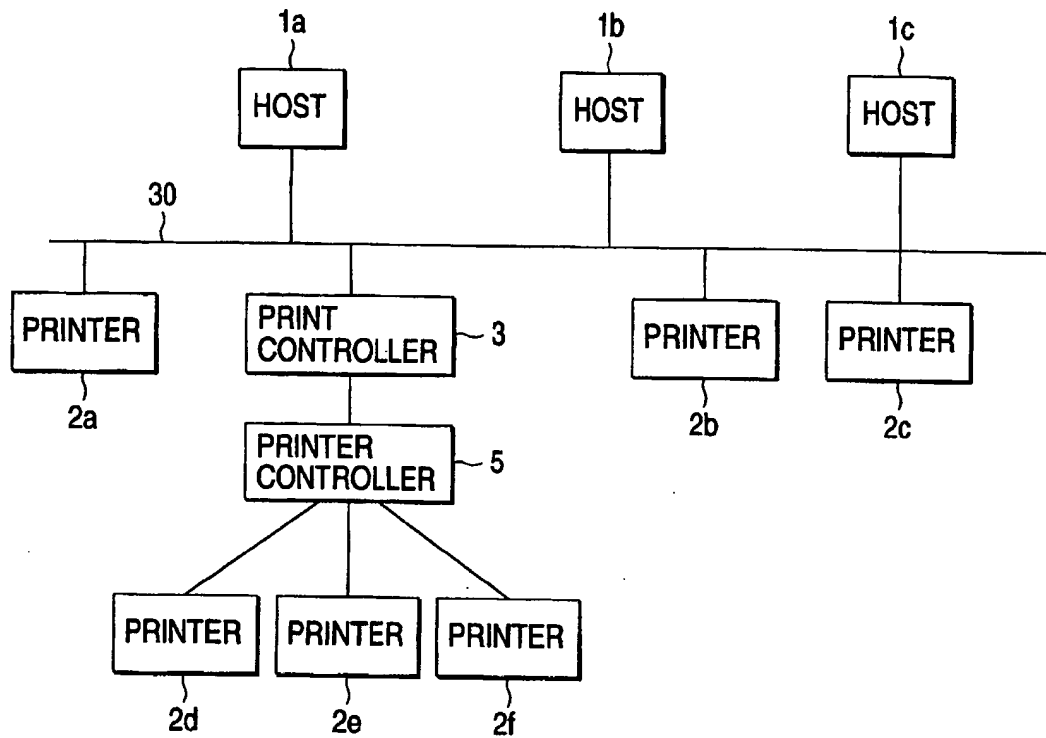 1a
1b
1c
HOST
HOST
HOST
30
PRINTER
PRINT
CONTROLLER
3
PRINTER
PRINTER
2a
2b
2c
PRINTER
CONTROLLER
5
PRINTER
PRINTER
PRINTER
2d
2e
2f